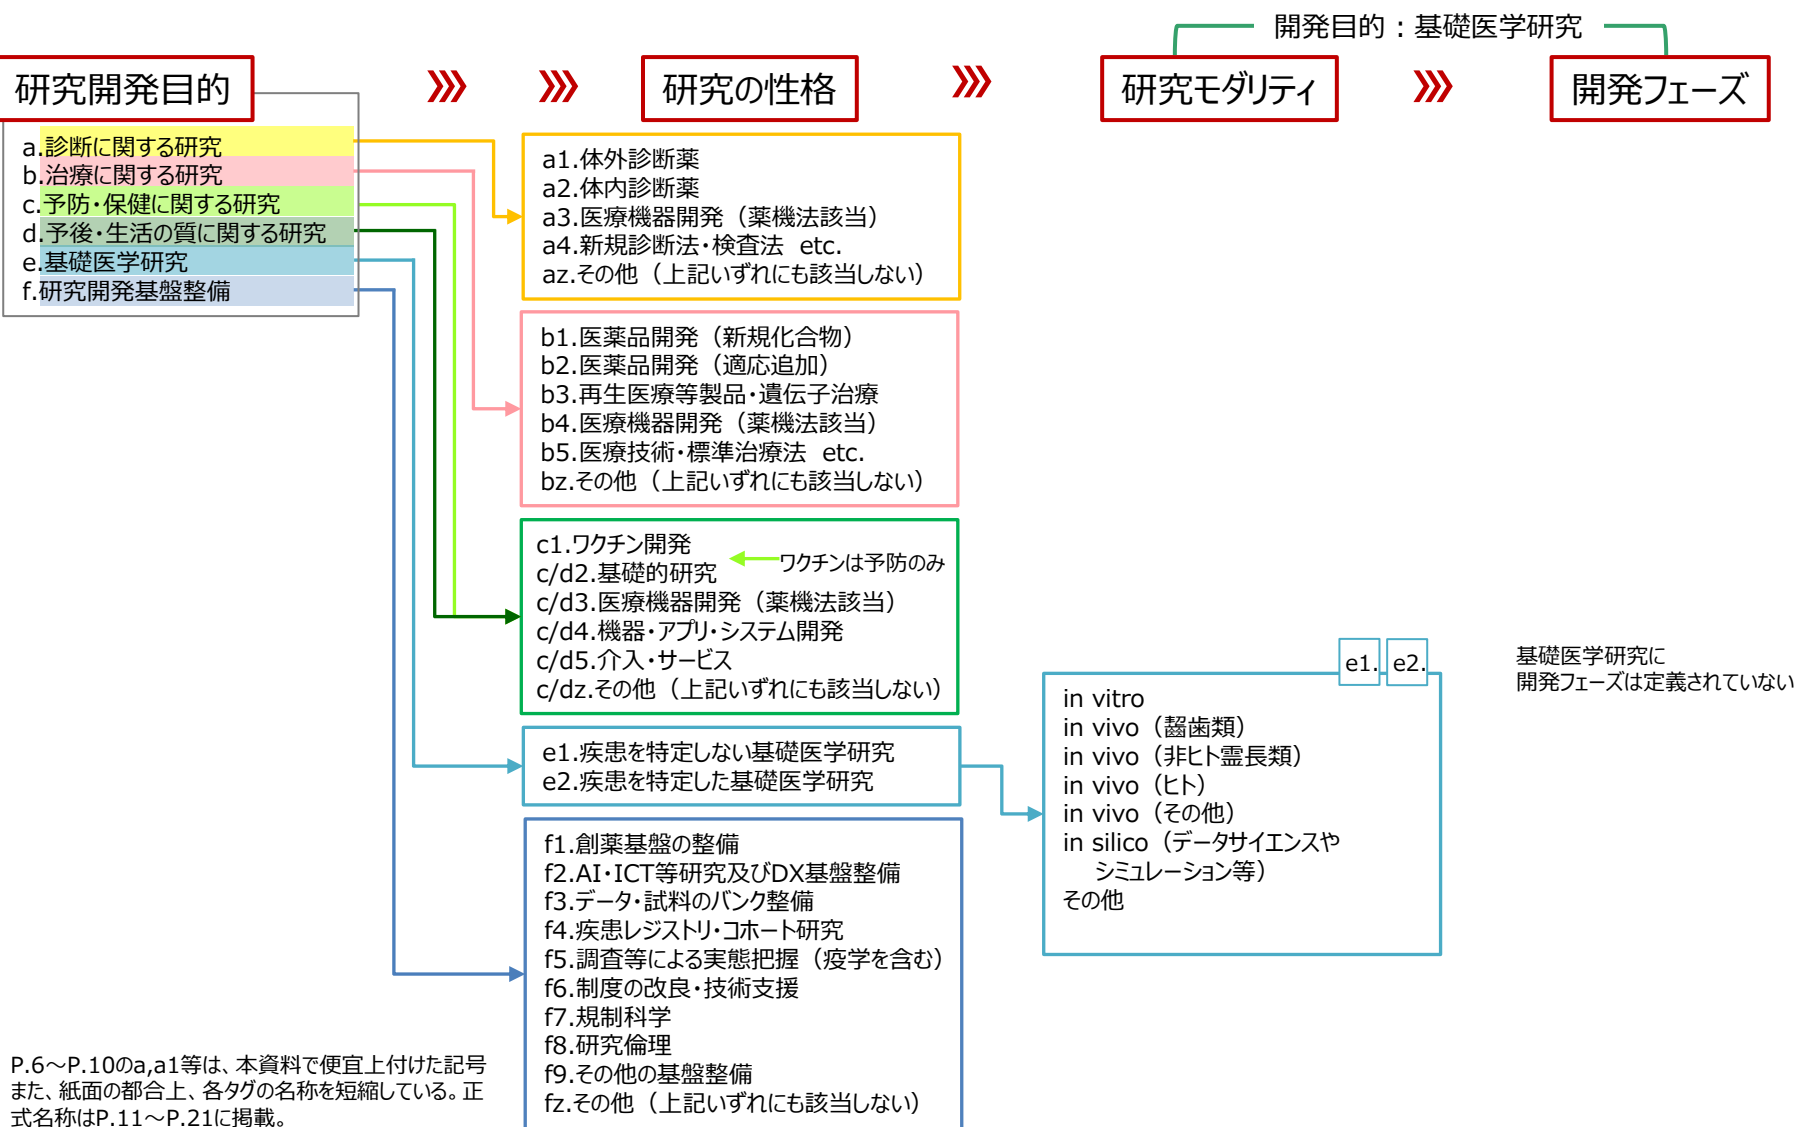 開発目的：基礎医学研究
研究開発目的
研究の性格
研究モダリティ
開発フェーズ
a.診断に関する研究
b.治療に関する研究
c.予防・保健に関する研究
d.予後・生活の質に関する研究
e.基礎医学研究
f.研究開発基盤整備
a1.体外診断薬
a2.体内診断薬
a3.医療機器開発（薬機法該当）
a4.新規診断法・検査法 etc.
az.その他（上記いずれにも該当しない）
b1.医薬品開発（新規化合物）
b2.医薬品開発（適応追加）
b3.再生医療等製品・遺伝子治療
b4.医療機器開発（薬機法該当）
b5.医療技術・標準治療法 etc.
bz.その他（上記いずれにも該当しない）
c1.ワクチン開発
c/d2.基礎的研究
ワクチンは予防のみ
c/d3.医療機器開発（薬機法該当）
c/d4.機器・アプリ・システム開発
c/d5.介入・サービス
c/dz.その他（上記いずれにも該当しない）
e1.疾患を特定しない基礎医学研究
e2.疾患を特定した基礎医学研究
f1.創薬基盤の整備
f2.AI・ICT等研究及びDX基盤整備
f3.データ・試料のバンク整備
f4.疾患レジストリ・コホート研究
f5.調査等による実態把握（疫学を含む）
f6.制度の改良・技術支援
f7.規制科学
f8.研究倫理
f9.その他の基盤整備
fz.その他（上記いずれにも該当しない）
e1. e2.
in vitro
in vivo（齧歯類）
in vivo（非ヒト霊長類）
in vivo（ヒト）
in vivo（その他）
in silico（データサイエンスや
シミュレーション等）
その他
基礎医学研究に
開発フェーズは定義されていない
P.6～P.10のa,a1等は、本資料で便宜上付けた記号
また、紙面の都合上、各タグの名称を短縮している。正
式名称はP.11～P.21に掲載。